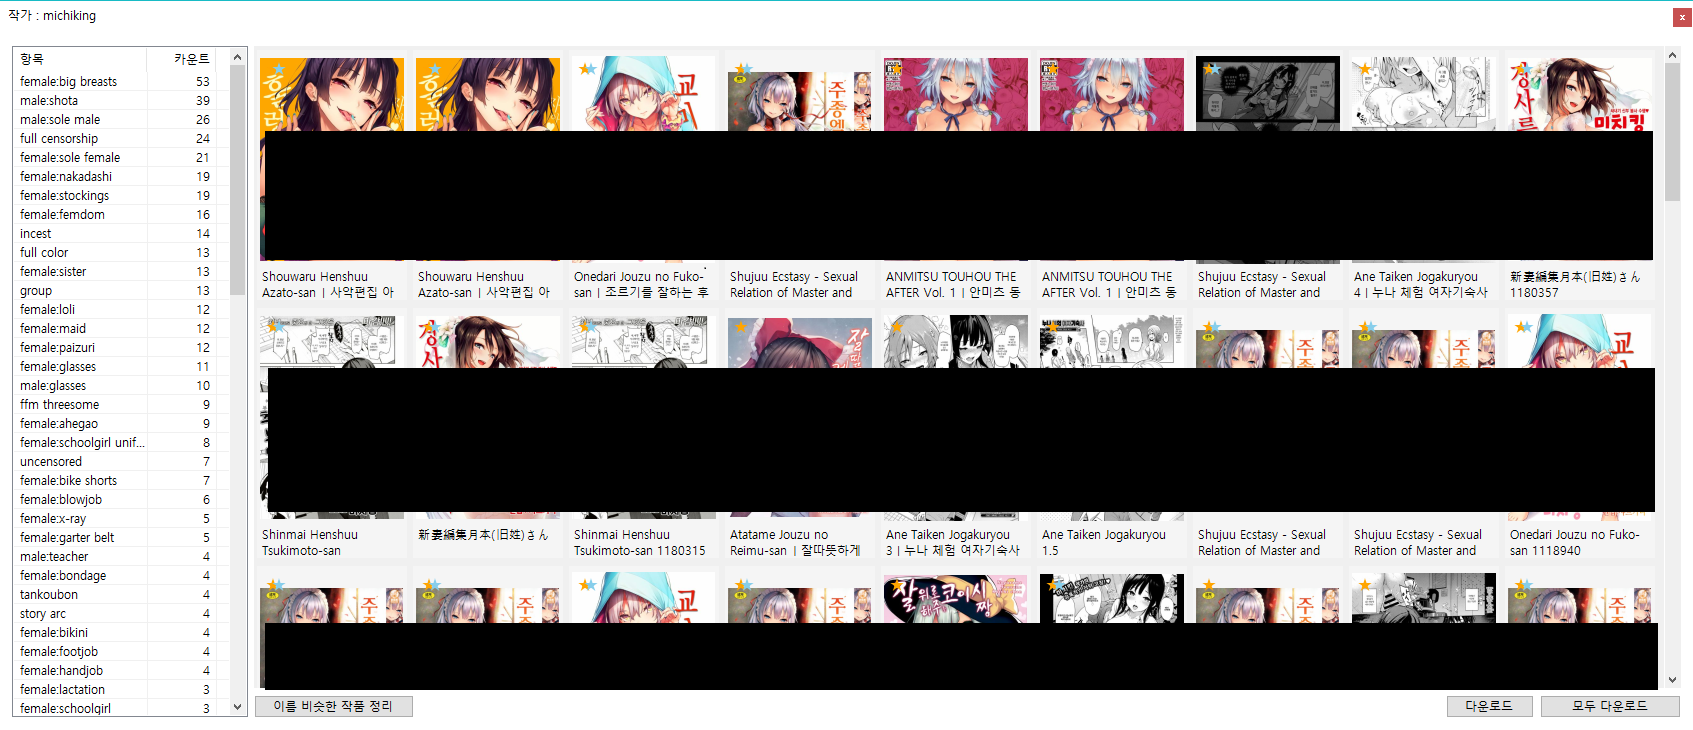 작가 : michiking
x
항목 카운트
female:big breasts 53
male:shota 39
male:sole male 26
full censorship 24
female:sole female 21
female:nakadashi 19
female:stockings 19
female:femdom 16
incest 14
full color 13
female:sister 13
group 13
female:loli 12
female:maid 12
female:paizuri 12
female:glasses 11
male:glasses 10
ffm threesome 9
female:ahegao 9
female:schoolgirl unif... 8
uncensored 7
female:bike shorts 7
female:blowjob 6
female:x-ray 5
female:garter belt 5
male:teacher 4
female:bondage 4
tankoubon 4
story arc 4
female:bikini 4
female:footjob 4
female:handjob 4
female:lactation 3
female:schoolgirl 3
Shouwaru Henshuu
Azato-san | 사악편집 아
Shouwaru Henshuu
Azato-san | 사악편집 아
Onedari Jouzu no Fuko-
san | 조르기를 잘하는 후
Shujuu Ecstasy - Sexual
Relation of Master and
ANMITSU TOUHOU THE
AFTER Vol. 1 | 안미츠 동
ANMITSU TOUHOU THE
AFTER Vol. 1 | 안미츠 동
Shujuu Ecstasy - Sexual
Relation of Master and
Ane Taiken Jogakuryou
4 | 누나 체험 여자기숙사
新妻編集月本(旧姓)さん
1180357
Shinmai Henshuu
Tsukimoto-san
新妻編集月本(旧姓)さん
Shinmai Henshuu
Tsukimoto-san 1180315
Atatame Jouzu no
Reimu-san | 잘따뜻하게
Ane Taiken Jogakuryou
3 | 누나 체험 여자기숙사
Ane Taiken Jogakuryou
1.5
Shujuu Ecstasy - Sexual
Relation of Master and
Shujuu Ecstasy - Sexual
Relation of Master and
Onedari Jouzu no Fuko-
san 1118940
이름 비슷한 작품 정리
다운로드
모두 다운로드